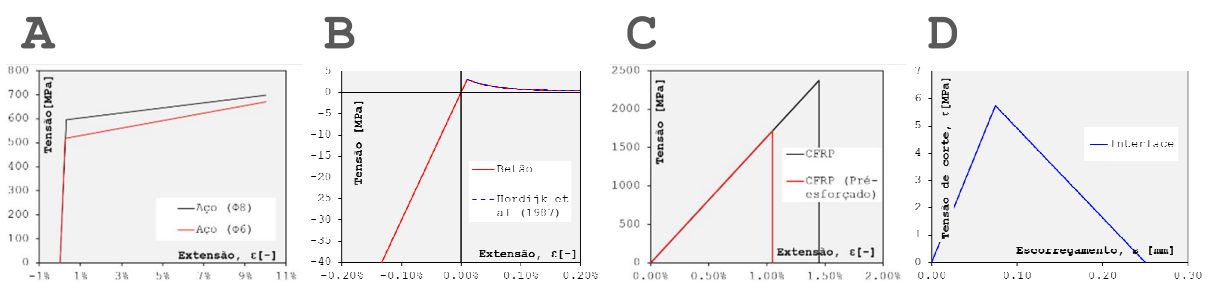 A
B
C
D
800
700
600
500
400
300
200
100
0
Tensão[MPa]
Aço (Φ8)
Aço (Φ6)
Extensão, ε[-]
-1%
1%
3%
5%
7%
9%
11%
5
0
-5
-10
-15
-20
-25
-30
-35
-40
Tensão [MPa]
Betão
Hordijk et
al (1987)
Extensão, ε[-]
-0.20%
-0.10%
0.00%
0.10%
0.20%
2500
2000
1500
1000
500
0
Tensão [MPa]
CFRP
CFRP (Pré-
esforçado)
Extensão, ε[-]
0.00%
0.50%
1.00%
1.50%
2.00%
7
6
5
4
3
2
1
0
Tensão de corte, τ[MPa]
Interface
Escorregamento, s [mm]
0.00
0.10
0.20
0.30